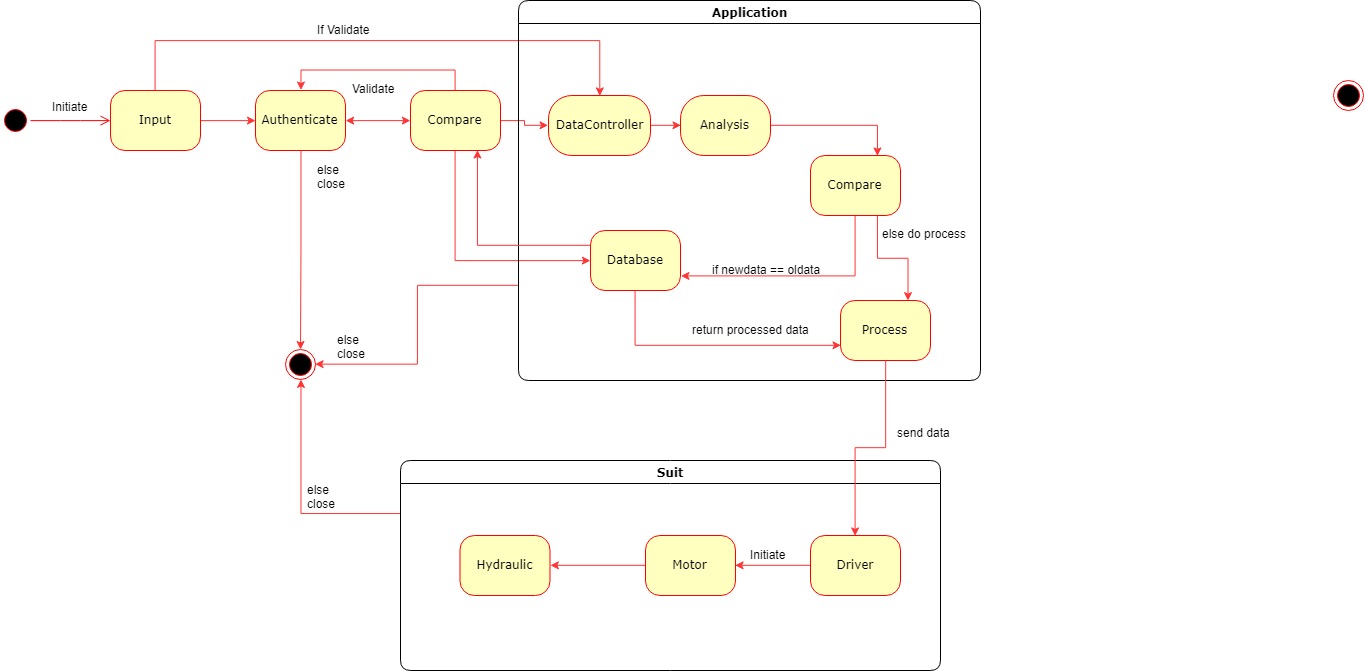 Application
If Validate
Validate
Initiate
Input
Authenticate
Compare
DataController
Analysis
else
close
Compare
else do process
Database
if newdata == oldata
else
close
return processed data
Process
send data
Suit
else
close
Hydraulic
Motor
Initiate
Driver